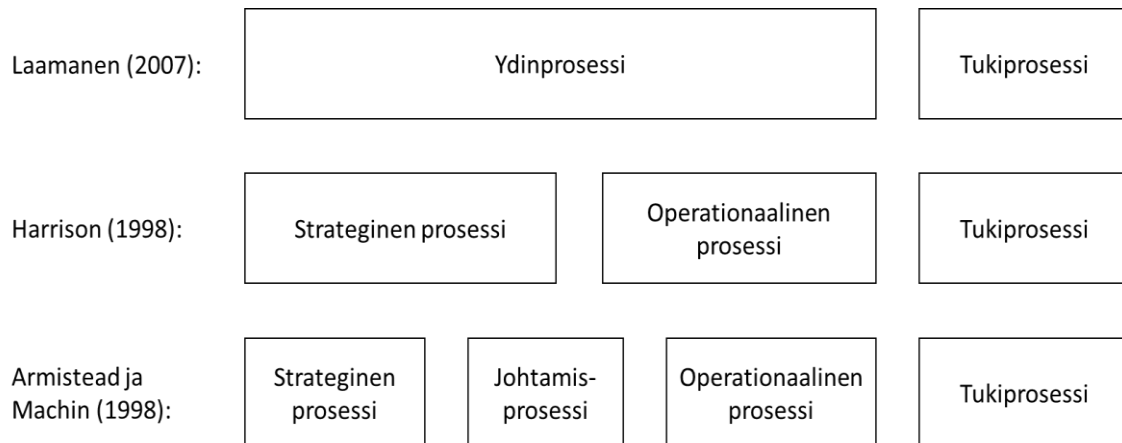 Laamanen (2007):
Ydinprosessi
Tukiprosessi
Harrison (1998):
Strateginen prosessi
Operationaalinen
prosessi
Tukiprosessi
Armistead ja
Machin (1998):
Strateginen
prosessi
Johtamis-
prosessi
Operationaalinen
prosessi
Tukiprosessi